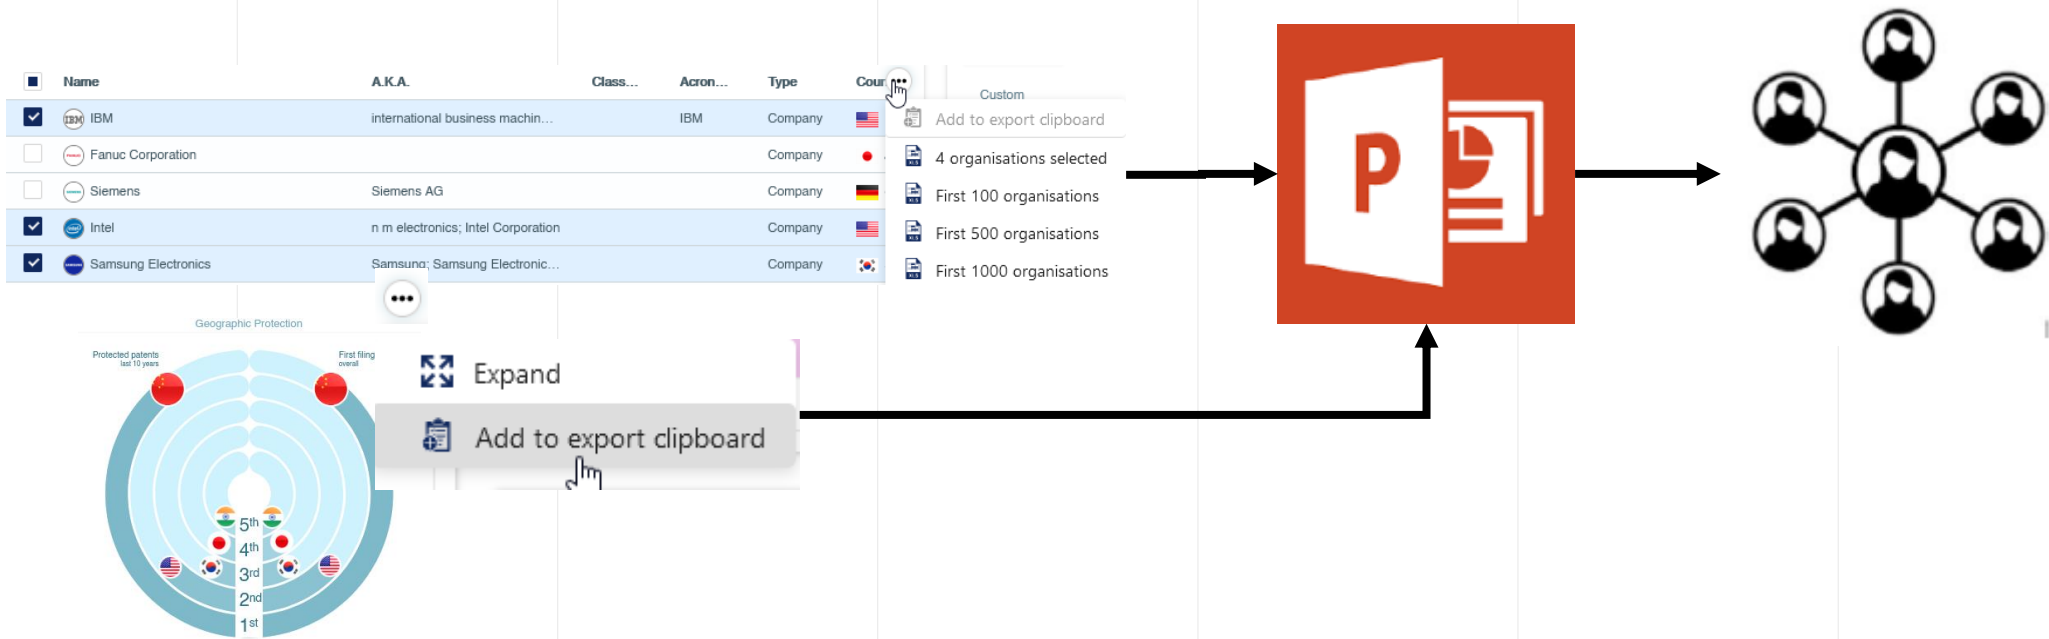 Name A.K.A. Class... Acron... Type Cour
Custom
IBM IBM international business machin... IBM Company
Add to export clipboard
Fanuc Corporation Company
4 organisations selected
Siemens Siemens AG Company
First 100 organisations
Intel n m electronics; Intel Corporation Company
First 500 organisations
Samsung Electronics Samsung; Samsung Electronic... Company
First 1000 organisations
P
Geographic Protection
Protected patents
last 10 years
First filing
overall
Expand
Add to export clipboard
5th
4th
3rd
2nd
1st